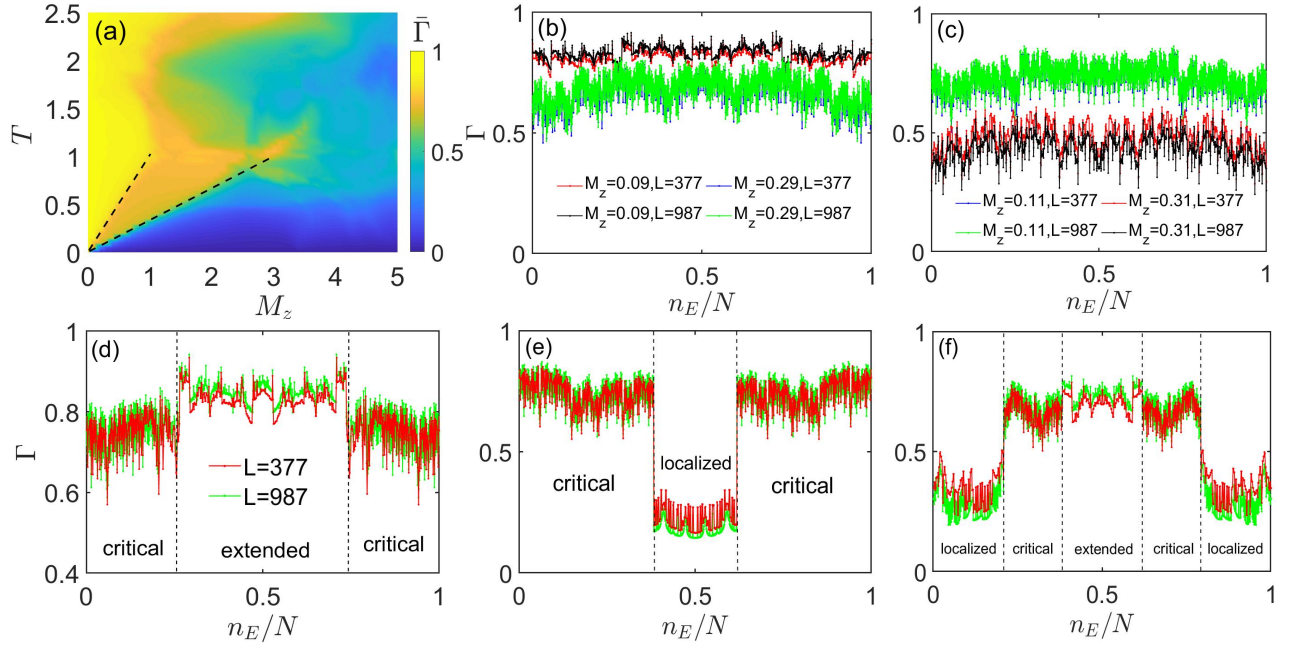 (a)
2.5
2
1.5
1
0.5
0
T
0 1 2 3 4 5
M_z
Γ̄
1
0.5
0
(b)
Γ
1
0.5
0
M_z=0.09,L=377 M_z=0.29,L=377
M_z=0.09,L=987 M_z=0.29,L=987
0 0.5 1
n_E/N
(c)
1
0.5
0
M_z=0.11,L=377 M_z=0.31,L=377
M_z=0.11,L=987 M_z=0.31,L=987
0 0.5 1
n_E/N
(d)
1
0.8
0.6
0.4
Γ
L=377
L=987
critical extended critical
0 0.5 1
n_E/N
(e)
1
0.5
0
localized
critical critical
0 0.5 1
n_E/N
(f)
1
0.5
0
localized critical extended critical localized
0 0.5 1
n_E/N